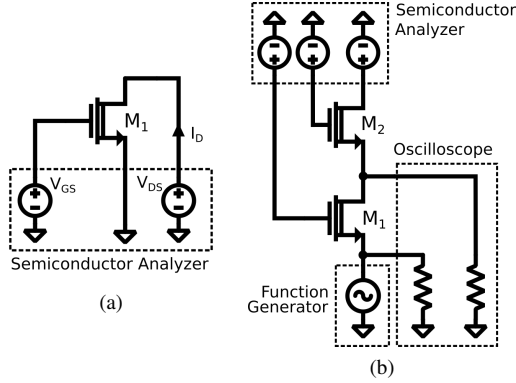 M1
ID
VGS
VDS
Semiconductor Analyzer
(a)
Semiconductor
Analyzer
M2
Oscilloscope
M1
Function
Generator
(b)